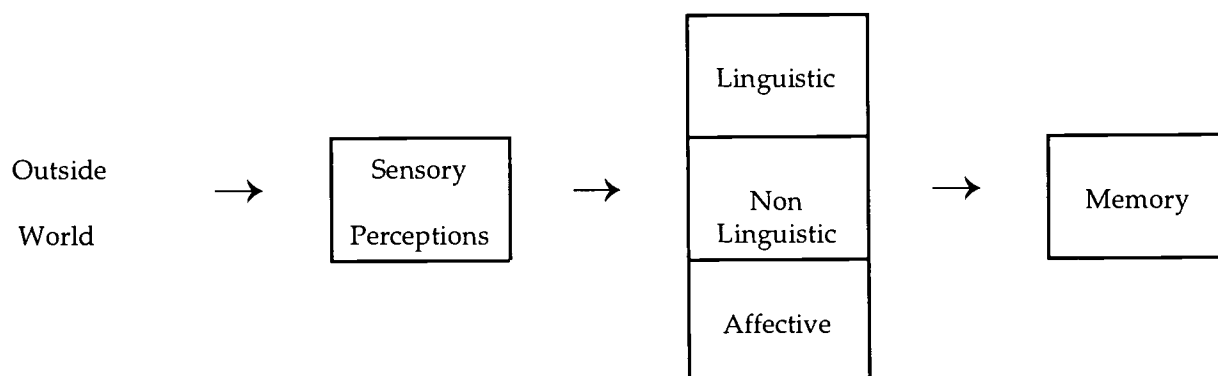 Outside
World
Sensory
Perceptions
Linguistic
Non
Linguistic
Affective
Memory